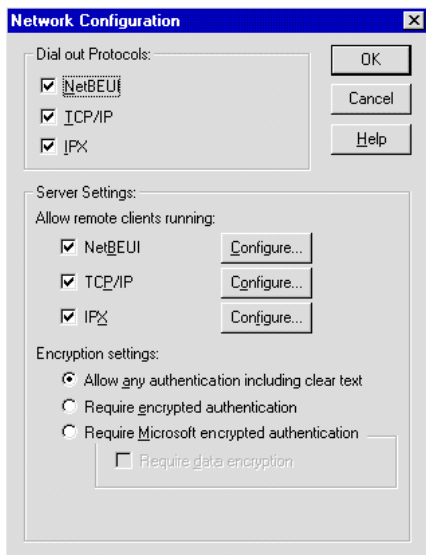 Network Configuration
Dial out Protocols:
NetBEUI
TCP/IP
IPX
OK
Cancel
Help
Server Settings:
Allow remote clients running:
NetBEUI Configure...
TCP/IP Configure...
IPX Configure...
Encryption settings:
Allow any authentication including clear text
Require encrypted authentication
Require Microsoft encrypted authentication
Require data encryption